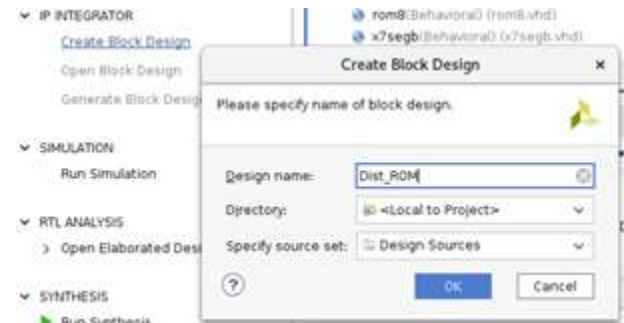 IP INTEGRATOR
Create Block Design
Open Block Design
Generate Block Desig
SIMULATION
Run Simulation
RTL ANALYSIS
Open Elaborated Desi
SYNTHESIS
Run Synthesis
rom8(Behavioral) (rom8.vhd)
x7segb(Behavioral) (x7segb.vhd)
Create Block Design
Please specify name of block design.
Design name: Dist_ROM
Directory: <Local to Project>
Specify source set: Design Sources
? OK Cancel